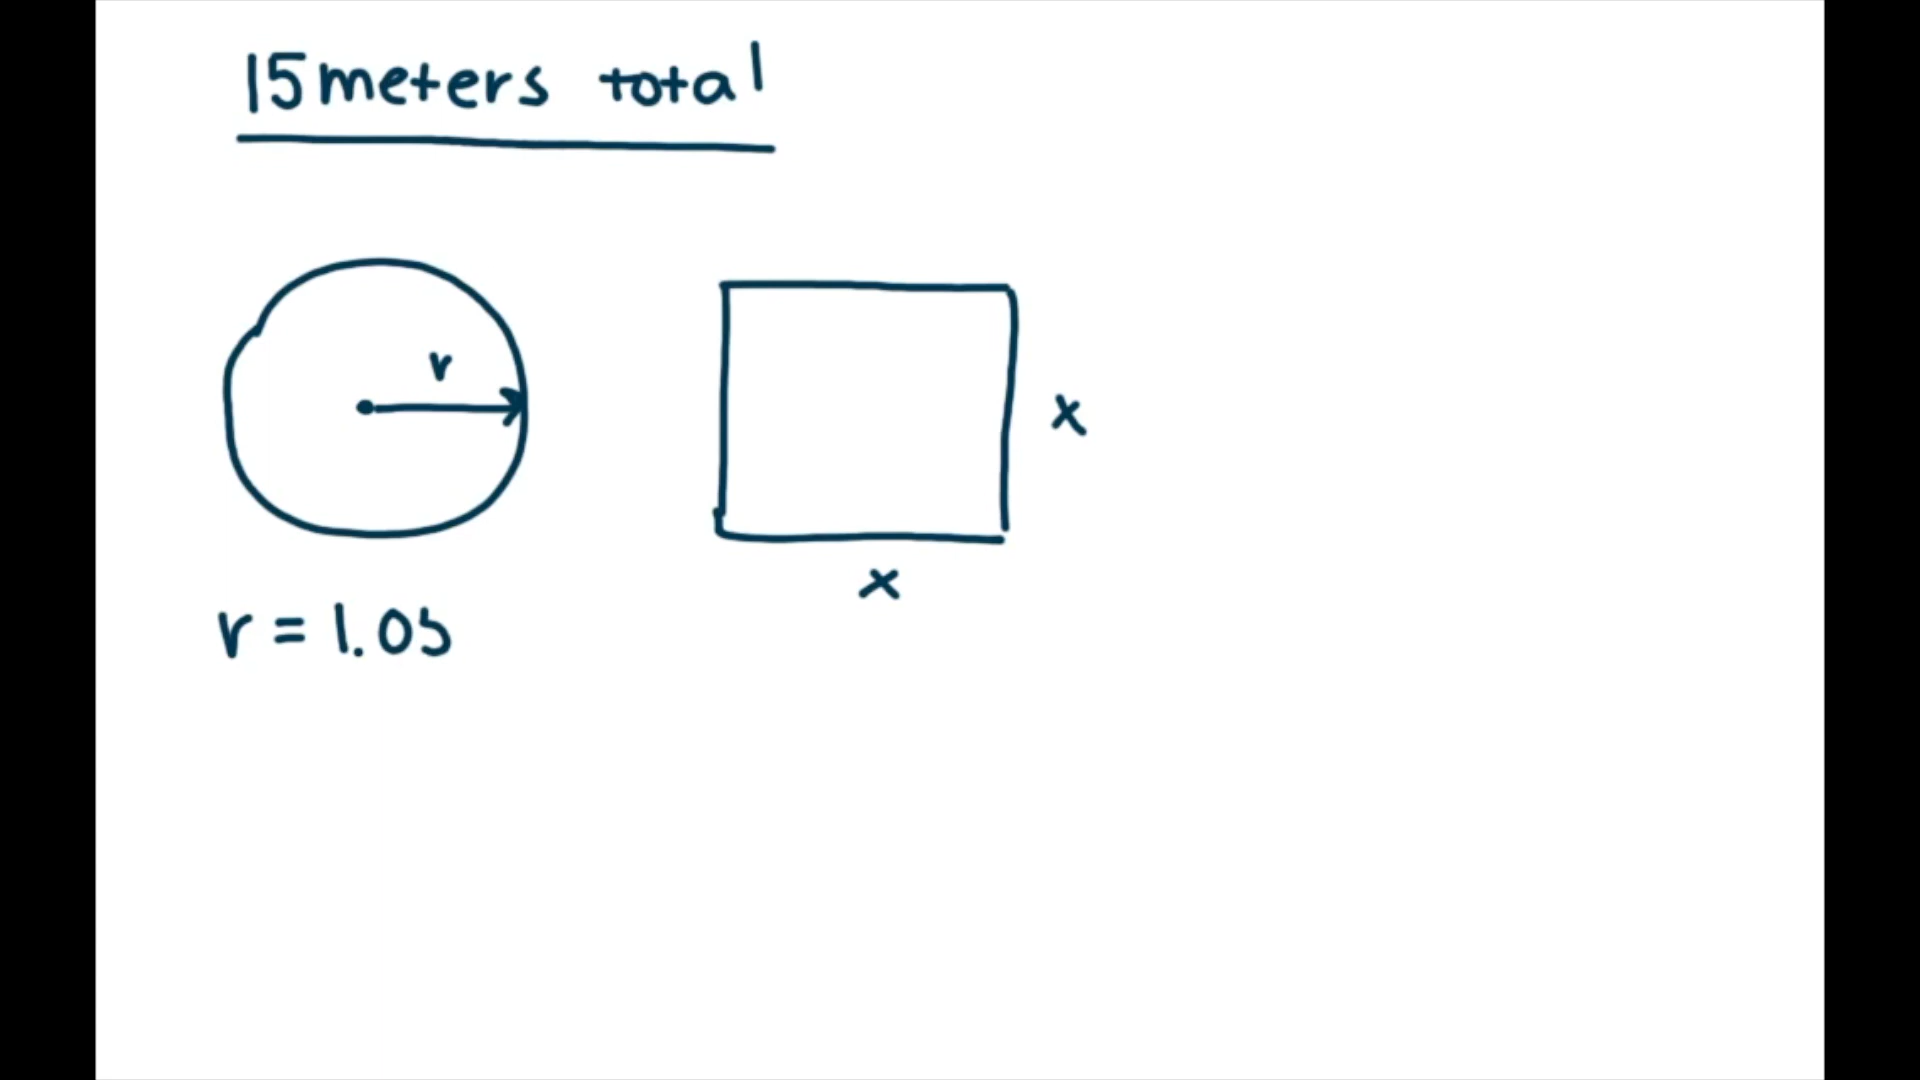 15 meters total
r
x
x
r = 1.05